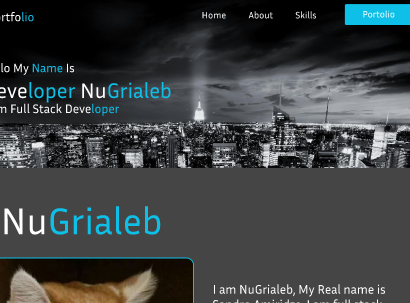 rtfolio
Home About Skills Portolio
lo My Name Is
eveloper NuGrialeb
m Full Stack Developer
NuGrialeb
I am NuGrialeb, My Real name is